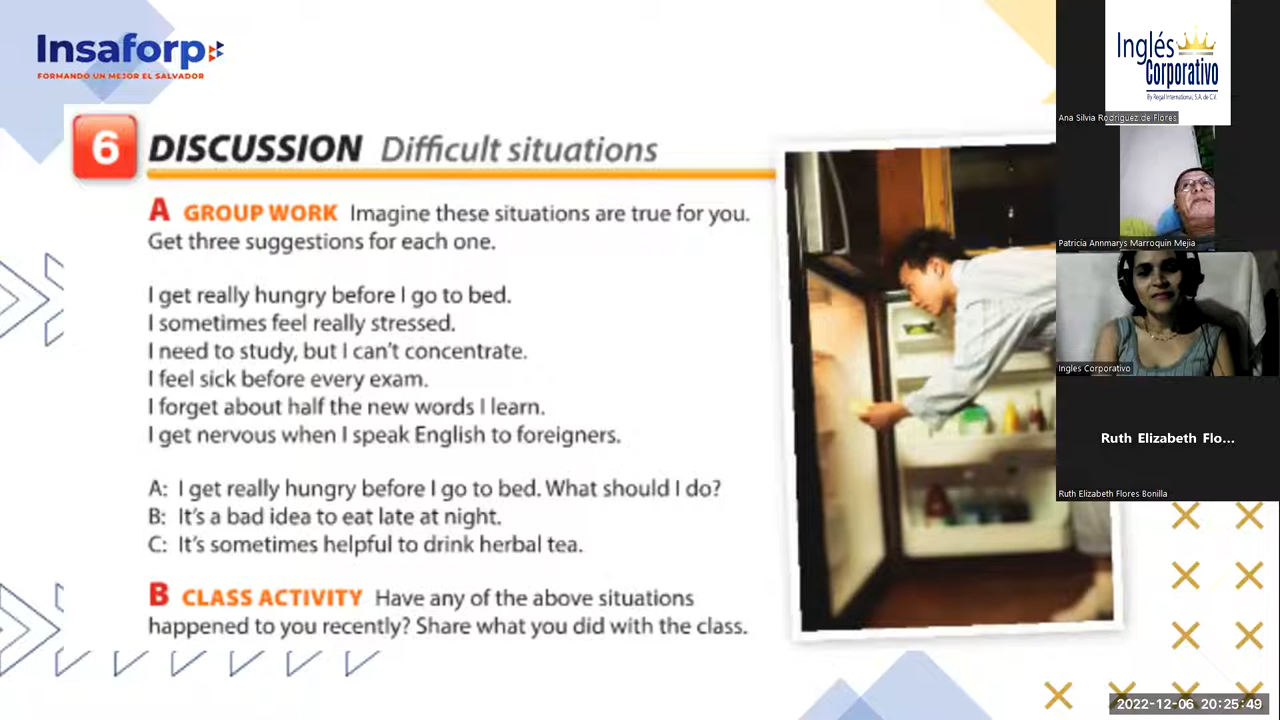 Insaforp
FORMANDO UN MEJOR EL SALVADOR
6 DISCUSSION Difficult situations
A GROUP WORK Imagine these situations are true for you.
Get three suggestions for each one.
I get really hungry before I go to bed.
I sometimes feel really stressed.
I need to study, but I can't concentrate.
I feel sick before every exam.
I forget about half the new words I learn.
I get nervous when I speak English to foreigners.
A: I get really hungry before I go to bed. What should I do?
B: It's a bad idea to eat late at night.
C: It's sometimes helpful to drink herbal tea.
B CLASS ACTIVITY Have any of the above situations
happened to you recently? Share what you did with the class.
Inglés
Corporativo
By Regal International, S.A. de C.V.
Ana Silvia Rodriguez de Flores
Patricia Annmarys Marroquin Mejia
Ingles Corporativo
Ruth Elizabeth Flo...
Ruth Elizabeth Flores Bonilla
2022-12-06 20:25:49